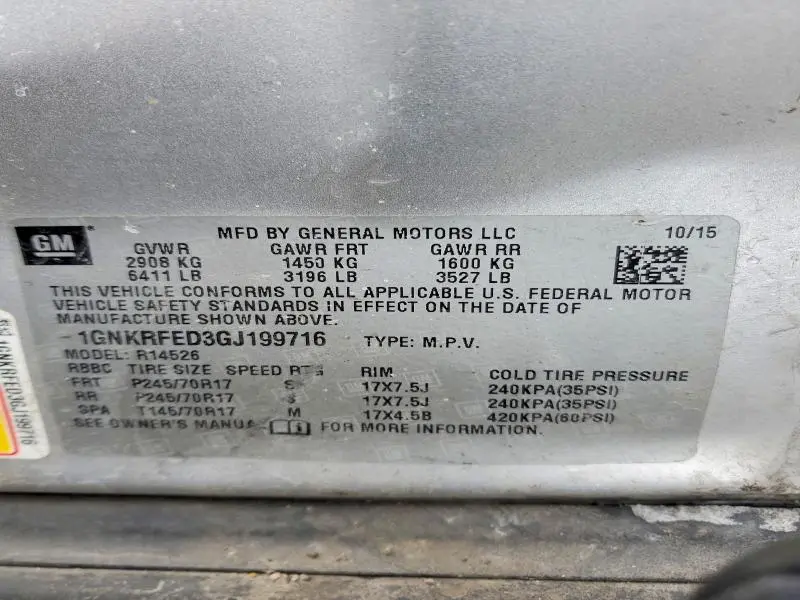 GM
MFD BY GENERAL MOTORS LLC 10/15
GVWR GAWR FRT GAWR RR
2908 KG 1450 KG 1600 KG
6411 LB 3196 LB 3527 LB
THIS VEHICLE CONFORMS TO ALL APPLICABLE U.S. FEDERAL MOTOR
VEHICLE SAFETY STANDARDS IN EFFECT ON THE DATE OF
MANUFACTURE SHOWN ABOVE.
1GNKRFED3GJ199716 TYPE: M.P.V.
MODEL: R14526
RBBC TIRE SIZE SPEED RTG RIM COLD TIRE PRESSURE
FRT P245/70R17 S 17X7.5J 240KPA(35PSI)
RR P245/70R17 S 17X7.5J 240KPA(35PSI)
SPA T145/70R17 M 17X4.5B 420KPA(60PSI)
SEE OWNER'S MANUAL FOR MORE INFORMATION.
1GNKRFED3GJ199716